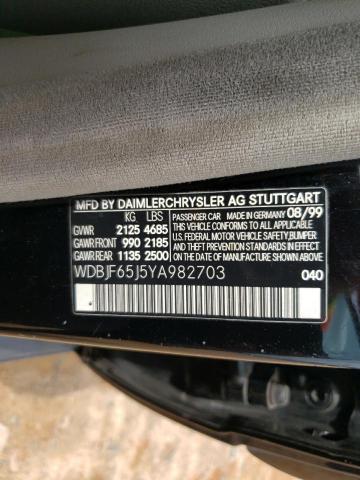 MFD BY DAIMLERCHRYSLER AG STUTTGART
KG LBS PASSENGER CAR MADE IN GERMANY 08/99
GVWR 2125 4685
GAWR FRONT 990 2185
GAWR REAR 1135 2500
THIS VEHICLE CONFORMS TO ALL APPLICABLE
U.S. FEDERAL MOTOR VEHICLE SAFETY, BUMPER AND
THEFT PREVENTION STANDARDS IN EFFECT ON
THE DATE OF MANUFACTURE SHOWN ABOVE.
WDBJF65J5YA982703 040